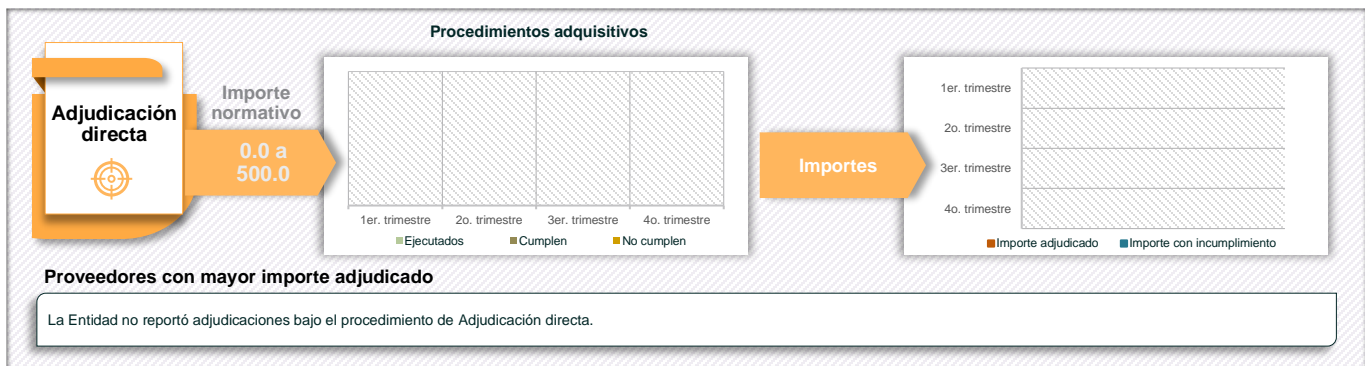 Procedimientos adquisitivos
Adjudicación
directa
Importe
normativo
0.0 a
500.0
1er. trimestre 2o. trimestre 3er. trimestre 4o. trimestre
Ejecutados Cumplen No cumplen
Importes
1er. trimestre
2o. trimestre
3er. trimestre
4o. trimestre
Importe adjudicado Importe con incumplimiento
Proveedores con mayor importe adjudicado
La Entidad no reportó adjudicaciones bajo el procedimiento de Adjudicación directa.